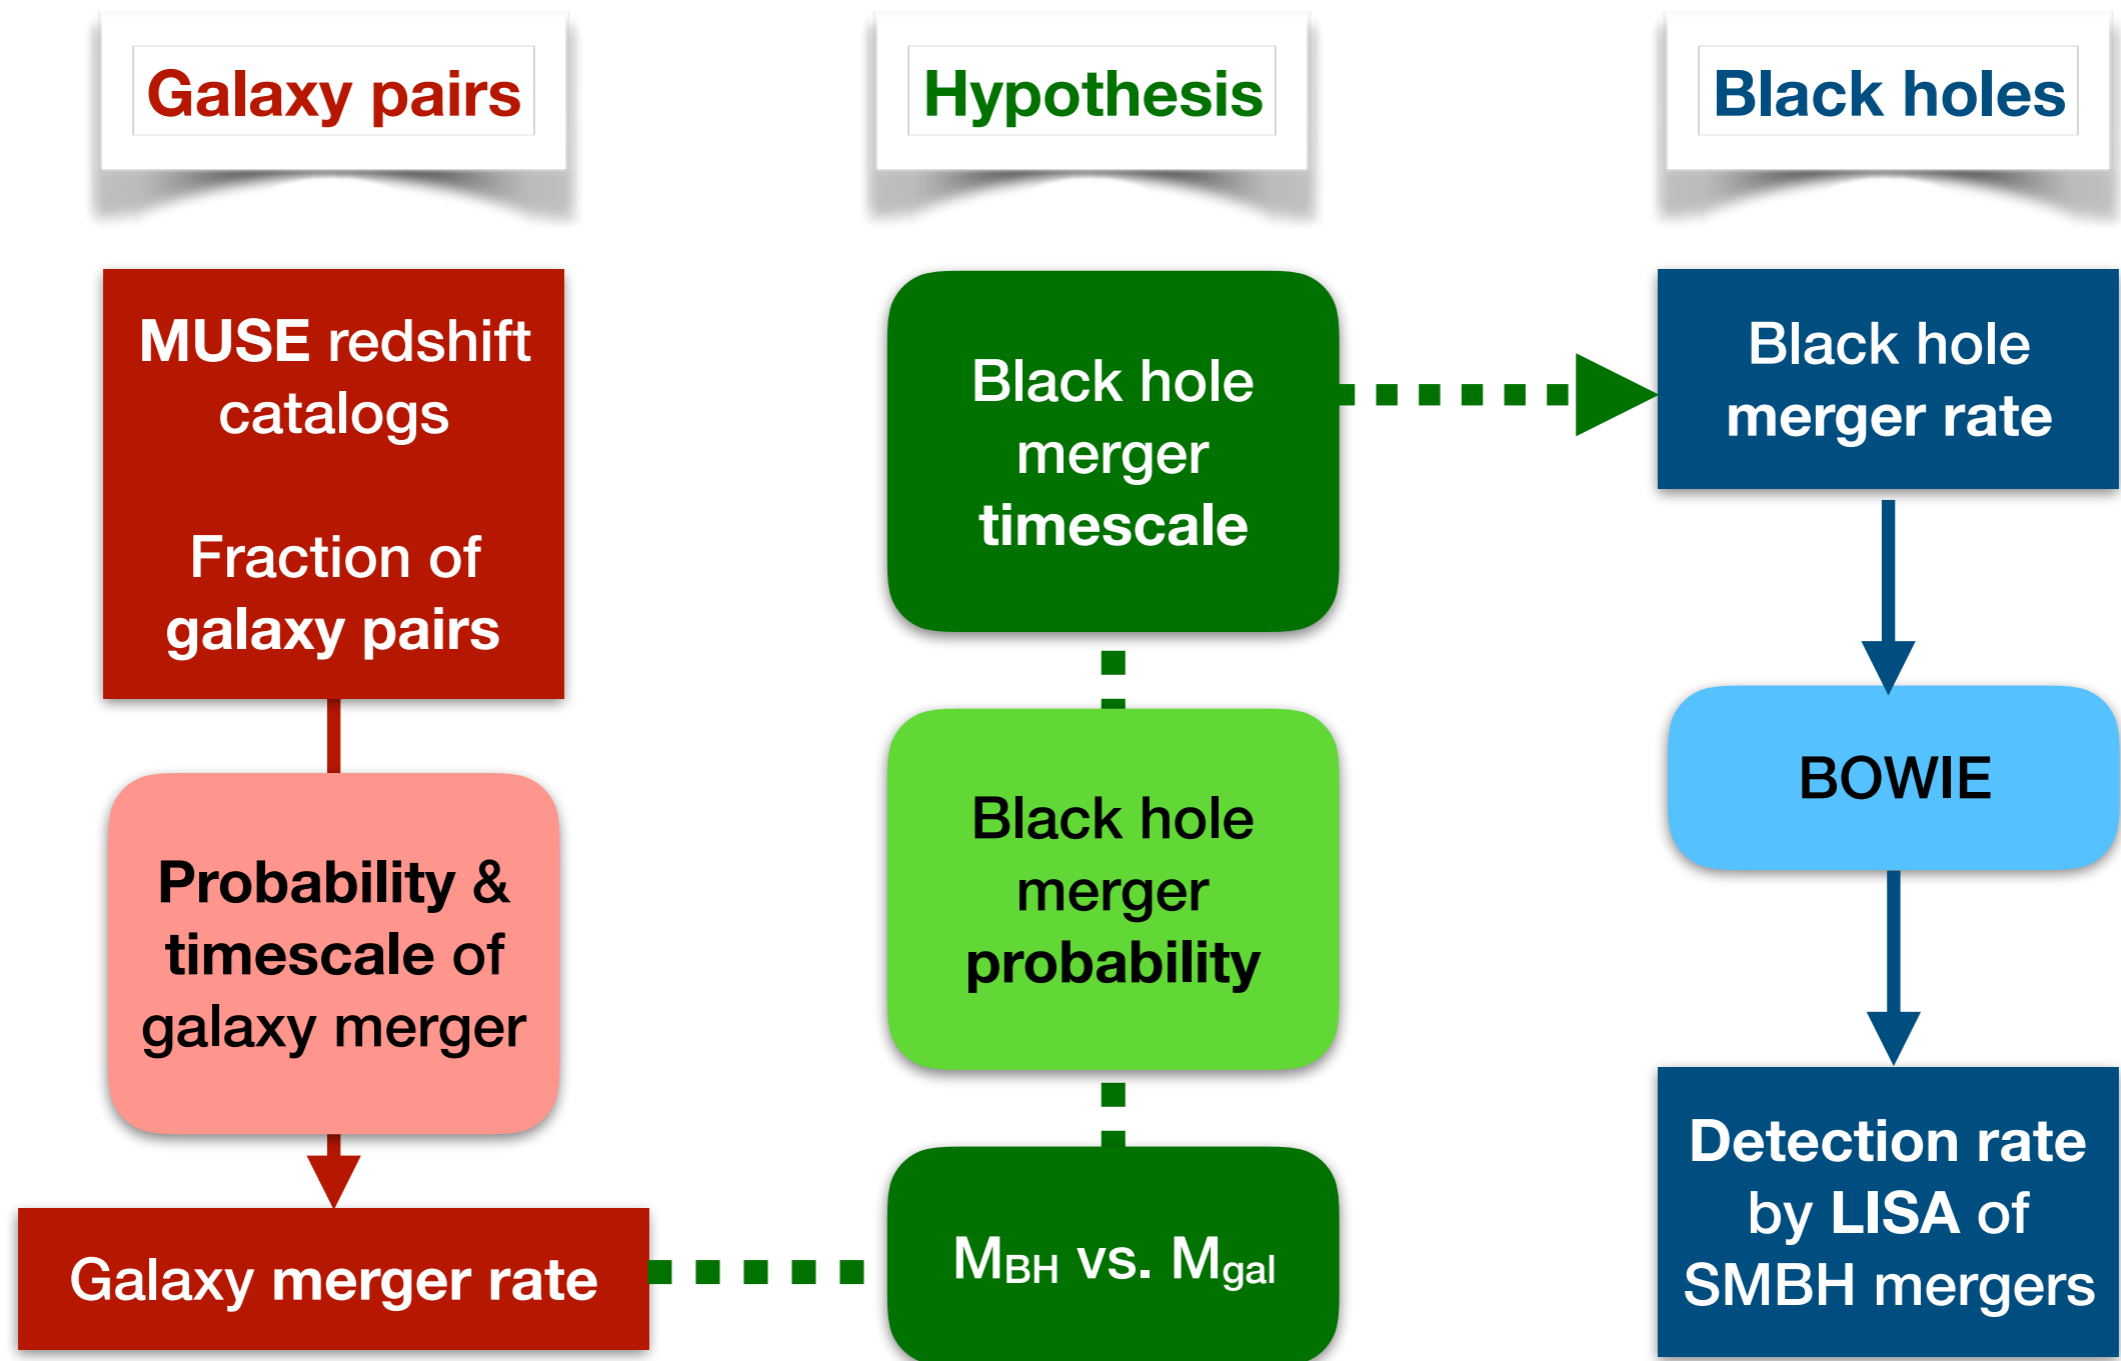 Galaxy pairs
MUSE redshift
catalogs
Fraction of
galaxy pairs
Probability &
timescale of
galaxy merger
Galaxy merger rate
Hypothesis
Black hole
merger
timescale
Black hole
merger
probability
M_BH vs. M_gal
Black holes
Black hole
merger rate
BOWIE
Detection rate
by LISA of
SMBH mergers